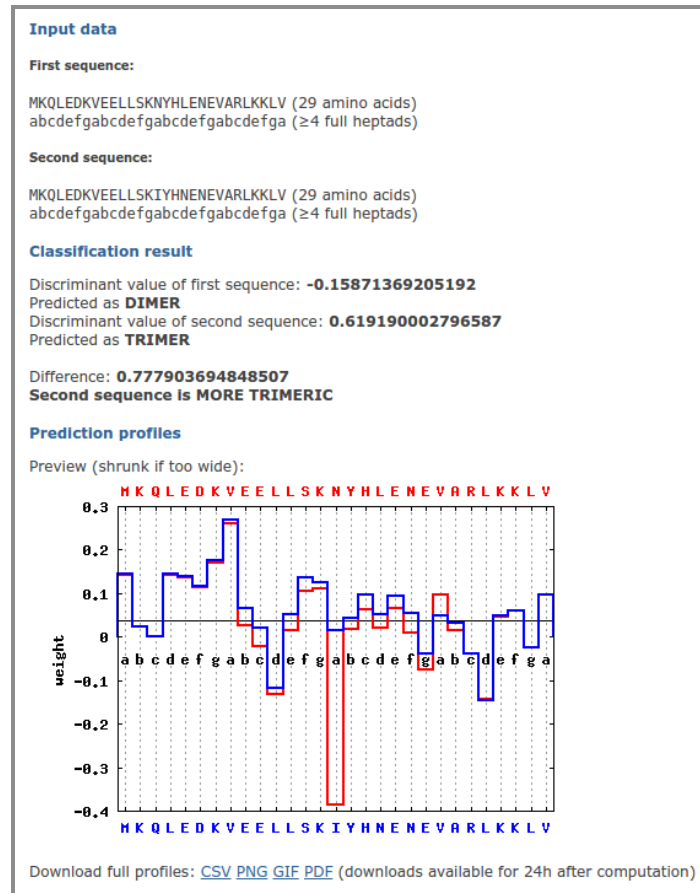 Input data
First sequence:
MKQLEDKVEELLSKNYHLENEVARLKKLV (29 amino acids)
abcdefgabcdefgabcdefgabcdefga (≥4 full heptads)
Second sequence:
MKQLEDKVEELLSKIYHNENEVARLKKLV (29 amino acids)
abcdefgabcdefgabcdefgabcdefga (≥4 full heptads)
Classification result
Discriminant value of first sequence: -0.15871369205192
Predicted as DIMER
Discriminant value of second sequence: 0.619190002796587
Predicted as TRIMER
Difference: 0.777903694848507
Second sequence is MORE TRIMERIC
Prediction profiles
Preview (shrunk if too wide):
M K Q L E D K V E E L L S K N Y H L E N E V A R L K K L V
0.3
0.2
0.1
0
-0.1
-0.2
-0.3
-0.4
weight
a b c d e f g a b c d e f g a b c d e f g a b c d e f g a
M K Q L E D K V E E L L S K I Y H N E N E V A R L K K L V
Download full profiles: CSV PNG GIF PDF (downloads available for 24h after computation)